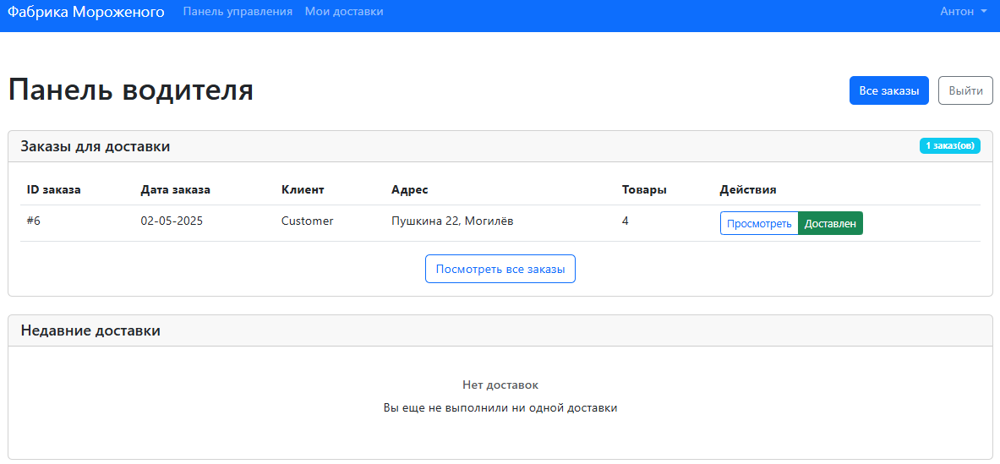 Фабрика Мороженого Панель управления Мои доставки Антон
Панель водителя Все заказы Выйти
Заказы для доставки 1 заказ(ов)
ID заказа Дата заказа Клиент Адрес Товары Действия
#6 02-05-2025 Customer Пушкина 22, Могилёв 4 Просмотреть Доставлен
Посмотреть все заказы
Недавние доставки
Нет доставок
Вы еще не выполнили ни одной доставки